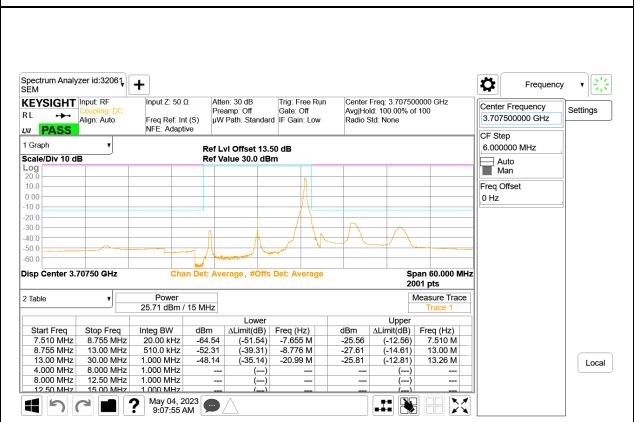 Spectrum Analyzer id:32061
SEM
+
Frequency
KEYSIGHT
RL
LXI PASS
Input: RF
Coupling: DC
Align: Auto
Input Z: 50 Ω
Freq Ref: Int (S)
NFE: Adaptive
Atten: 30 dB
Preamp: Off
µW Path: Standard
Trig: Free Run
Gate: Off
IF Gain: Low
Center Freq: 3.707500000 GHz
Avg|Hold: 100.00% of 100
Radio Std: None
Center Frequency
3.707500000 GHz
Settings
CF Step
6.000000 MHz
Auto
Man
Freq Offset
0 Hz
1 Graph
Scale/Div 10 dB
Ref Lvl Offset 13.50 dB
Ref Value 30.0 dBm
Log
20.0
10.0
0.00
-10.0
-20.0
-30.0
-40.0
-50.0
-60.0
Disp Center 3.70750 GHz
Chan Det: Average , #Offs Det: Average
Span 60.000 MHz
2001 pts
2 Table
Power
25.71 dBm / 15 MHz
Measure Trace
Trace 1
Lower Upper
Start Freq Stop Freq Integ BW dBm ΔLimit(dB) Freq (Hz) dBm ΔLimit(dB) Freq (Hz)
7.510 MHz 8.755 MHz 20.00 kHz -64.54 (-51.54) -7.655 M -25.56 (-12.56) 7.510 M
8.755 MHz 13.00 MHz 510.0 kHz -52.31 (-39.31) -8.776 M -27.61 (-14.61) 13.00 M
13.00 MHz 30.00 MHz 1.000 MHz -48.14 (-35.14) -20.99 M -25.81 (-12.81) 13.26 M
4.000 MHz 8.000 MHz 1.000 MHz --- (---) --- --- (---) ---
8.000 MHz 12.50 MHz 1.000 MHz --- (---) --- --- (---) ---
12.50 MHz 15.00 MHz 1.000 MHz --- (---) --- --- (---) ---
Local
?
May 04, 2023
9:07:55 AM